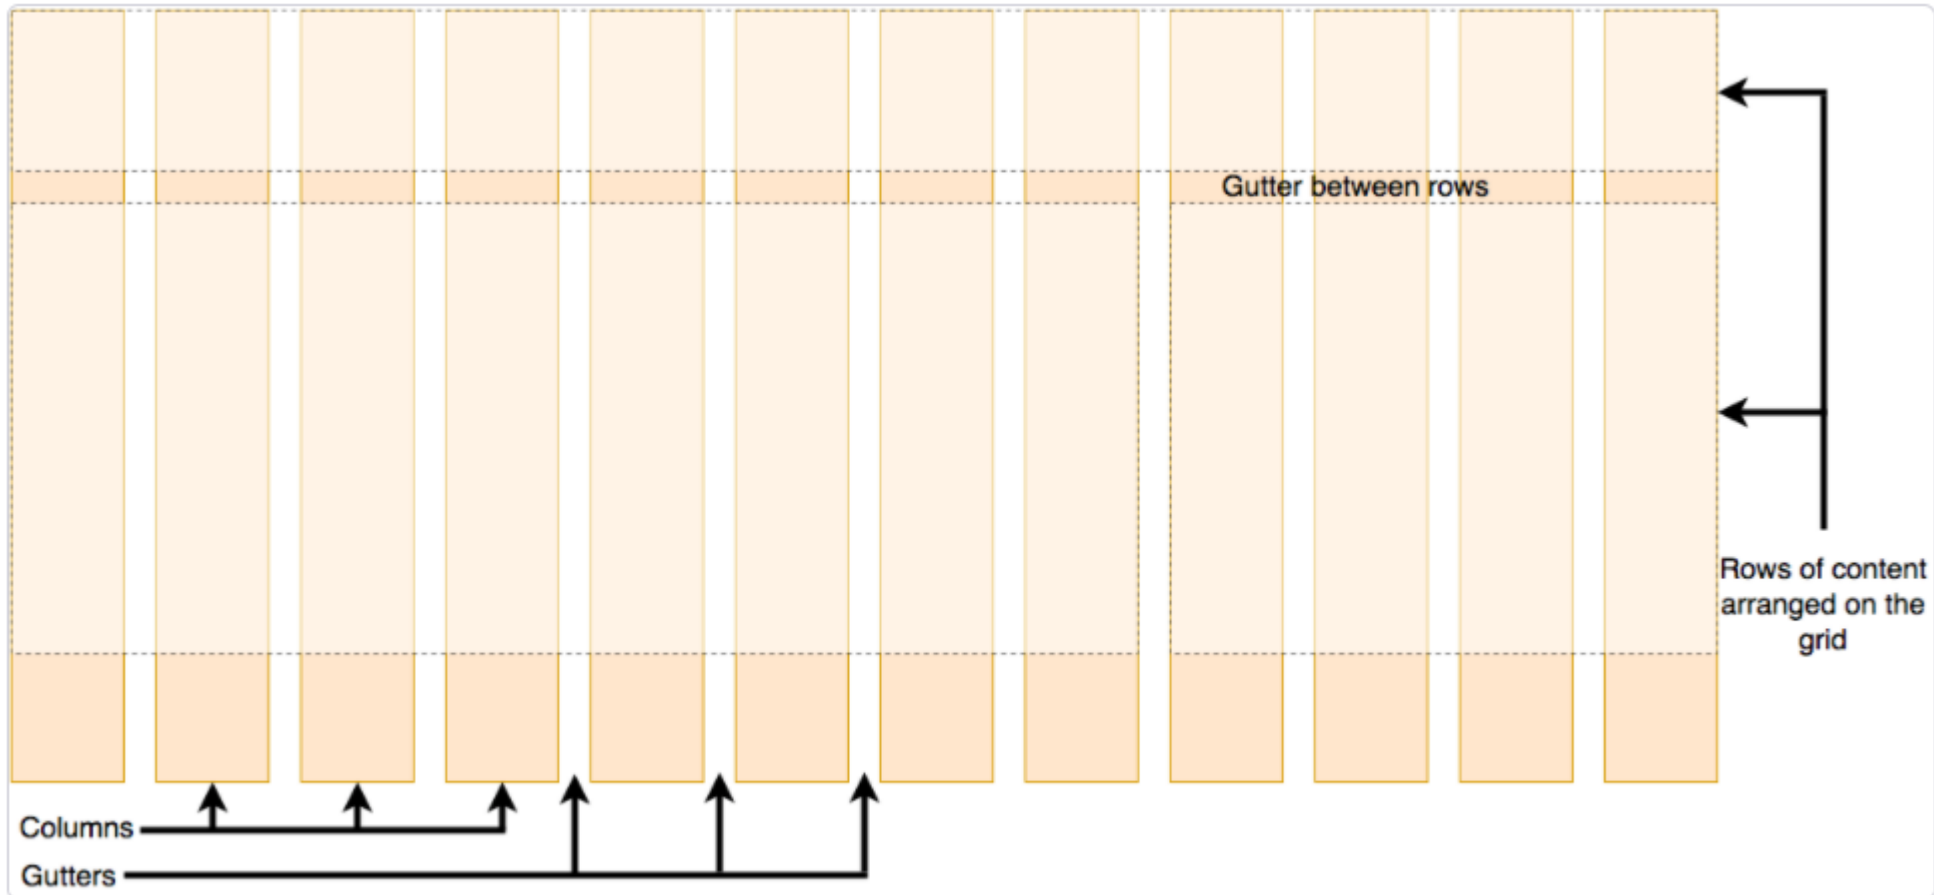 Gutter between rows
Rows of content
arranged on the
grid
Columns
Gutters